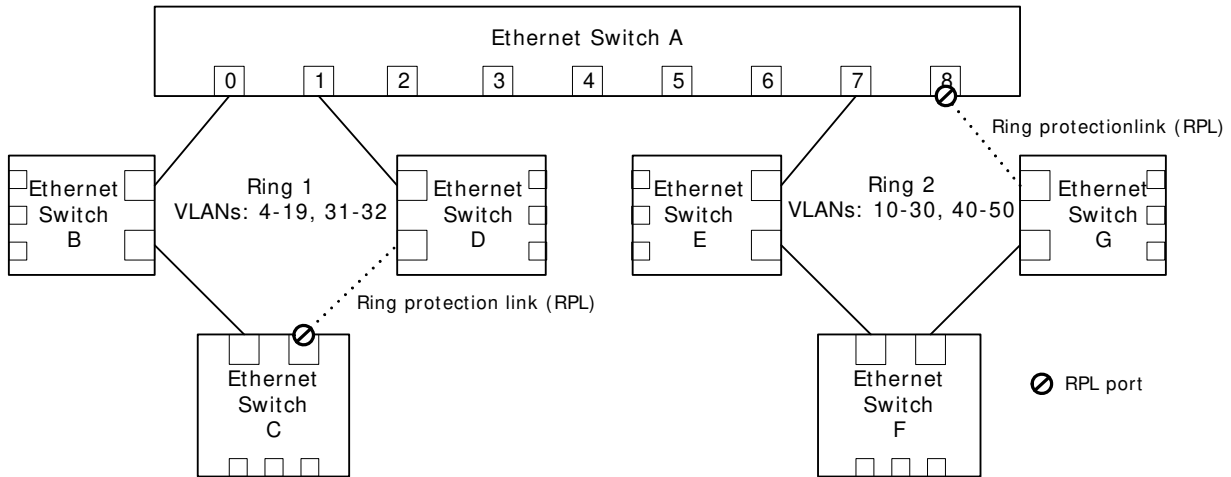 Ethernet Switch A
0 1 2 3 4 5 6 7 8
Ring protectionlink (RPL)
Ethernet
Switch
B
Ring 1
VLANs: 4-19, 31-32
Ethernet
Switch
D
Ethernet
Switch
E
Ring 2
VLANs: 10-30, 40-50
Ethernet
Switch
G
Ring protection link (RPL)
Ethernet
Switch
C
Ethernet
Switch
F
RPL port